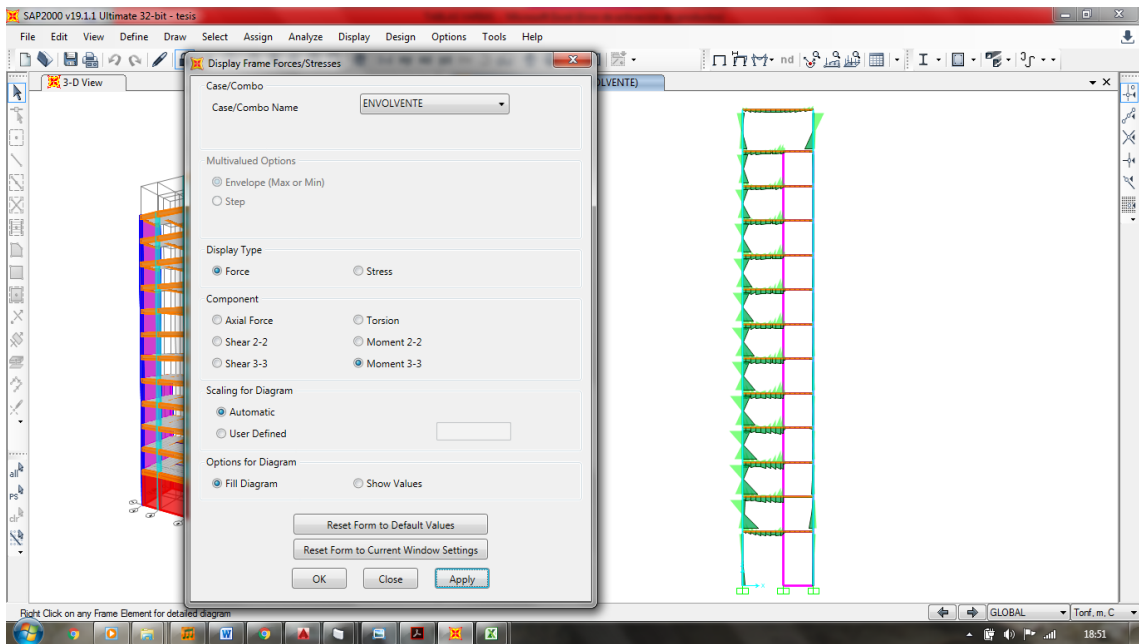 SAP2000 v19.1.1 Ultimate 32-bit - tesis
File Edit View Define Draw Select Assign Analyze Display Design Options Tools Help
nd
3-D View
Display Frame Forces/Stresses
LVENTE)
Case/Combo
Case/Combo Name ENVOLVENTE
Multivalued Options
Envelope (Max or Min)
Step
Display Type
Force Stress
Component
Axial Force Torsion
Shear 2-2 Moment 2-2
Shear 3-3 Moment 3-3
Scaling for Diagram
Automatic
User Defined
Options for Diagram
Fill Diagram Show Values
Reset Form to Default Values
Reset Form to Current Window Settings
OK Close Apply
all
PS
clr
Right Click on any Frame Element for detailed diagram
GLOBAL Tonf, m, C
18:51